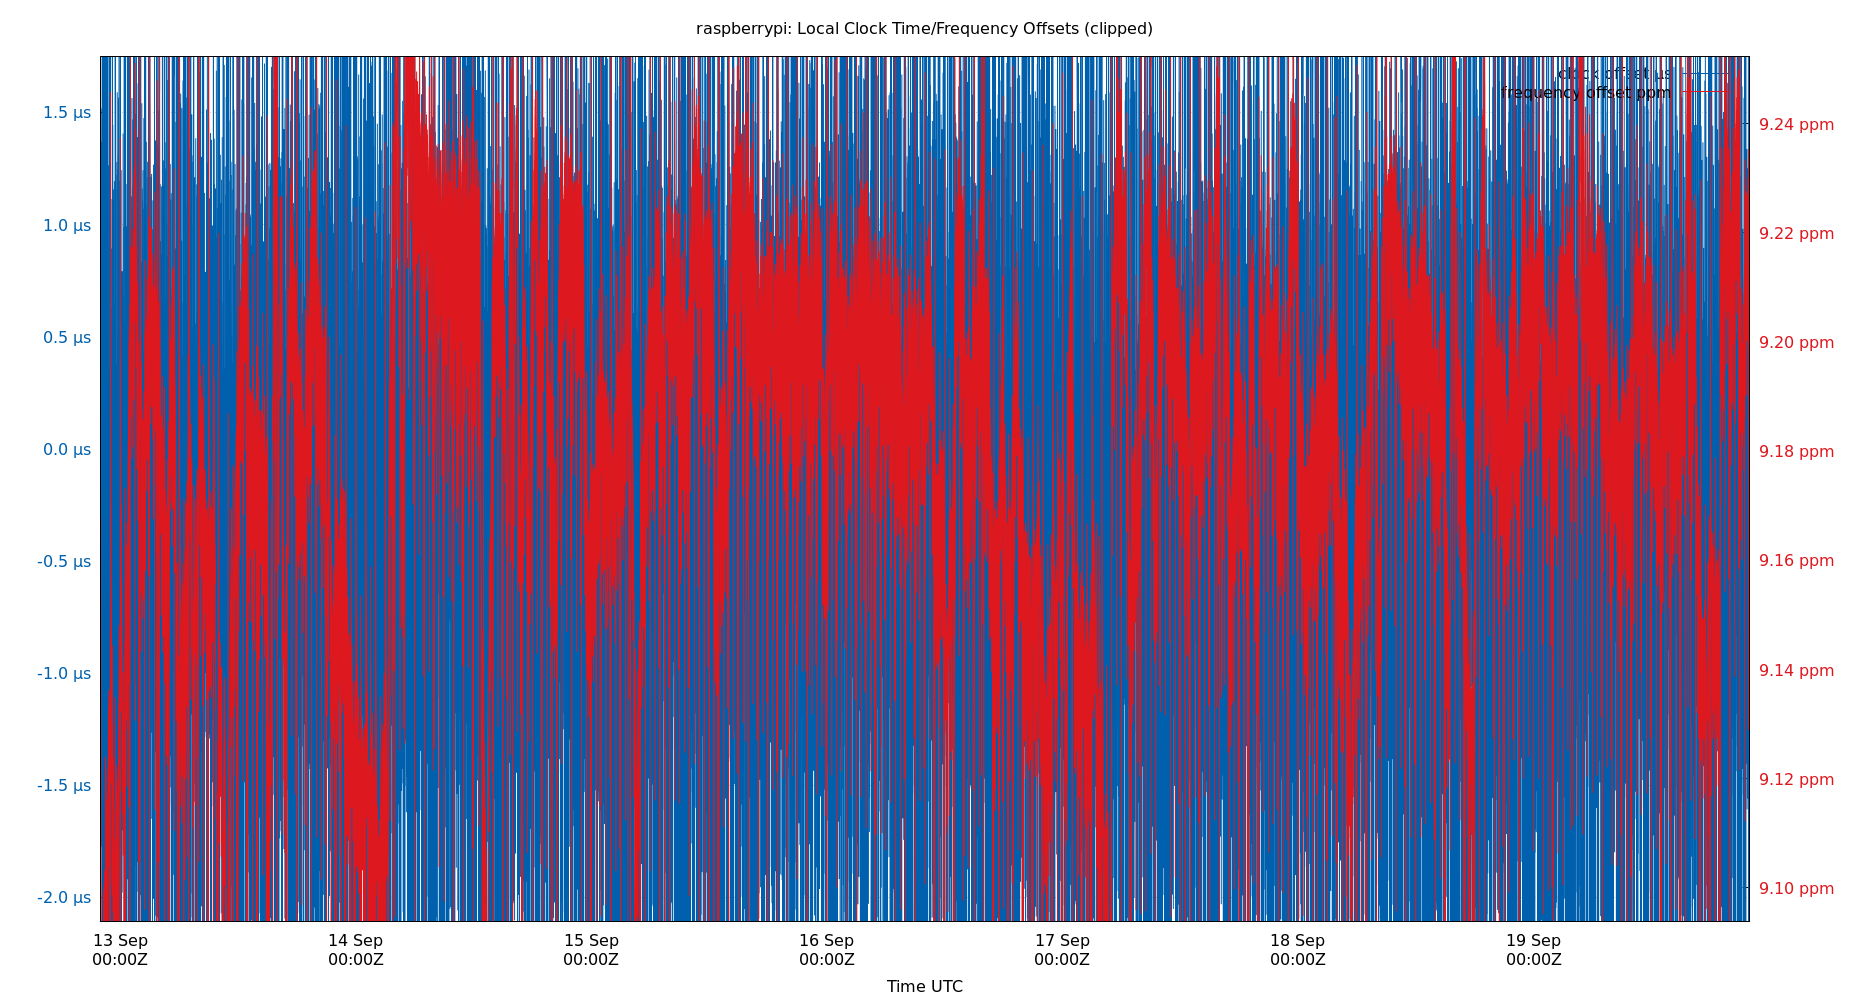 raspberrypi: Local Clock Time/Frequency Offsets (clipped)
clock offset μs
frequency offset ppm
1.5 μs
1.0 μs
0.5 μs
0.0 μs
-0.5 μs
-1.0 μs
-1.5 μs
-2.0 μs
9.24 ppm
9.22 ppm
9.20 ppm
9.18 ppm
9.16 ppm
9.14 ppm
9.12 ppm
9.10 ppm
13 Sep 14 Sep 15 Sep 16 Sep 17 Sep 18 Sep 19 Sep
00:00Z 00:00Z 00:00Z 00:00Z 00:00Z 00:00Z 00:00Z
Time UTC